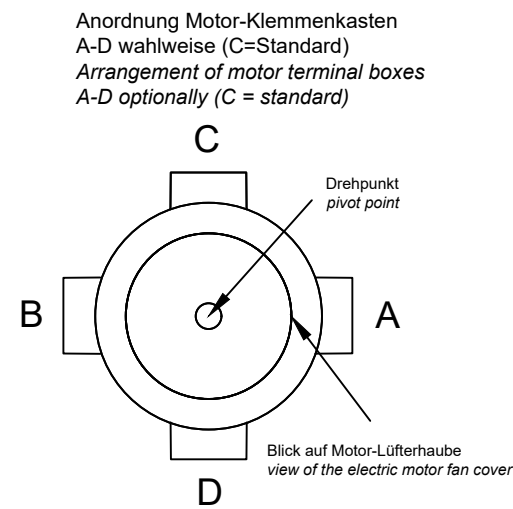 Anordnung Motor-Klemmenkasten
A-D wahlweise (C=Standard)
Arrangement of motor terminal boxes
A-D optionally (C = standard)
C
Drehpunkt
pivot point
B
A
Blick auf Motor-Lüfterhaube
view of the electric motor fan cover
D